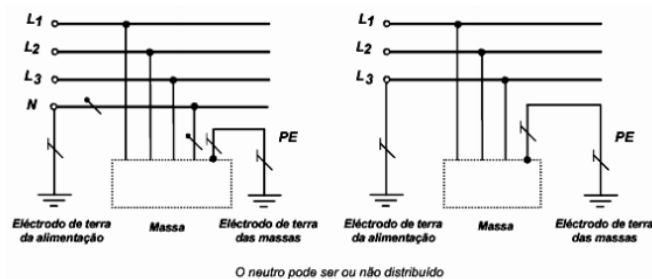 L1
L2
L3
N
PE
Eléctrodo de terra
da alimentação
Massa
Eléctrodo de terra
das massas
L1
L2
L3
PE
Eléctrodo de terra
da alimentação
Massa
Eléctrodo de terra
das massas
O neutro pode ser ou não distribuído